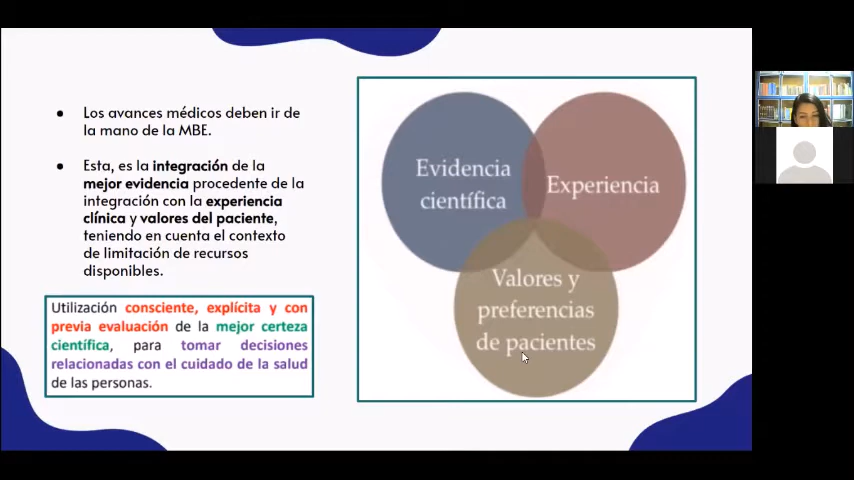 Los avances médicos deben ir de
la mano de la MBE.
Esta, es la integración de la
mejor evidencia procedente de la
integración con la experiencia
clínica y valores del paciente,
teniendo en cuenta el contexto
de limitación de recursos
disponibles.
Utilización consciente, explícita y con
previa evaluación de la mejor certeza
científica, para tomar decisiones
relacionadas con el cuidado de la salud
de las personas.
Evidencia
científica
Experiencia
Valores y
preferencias
de pacientes